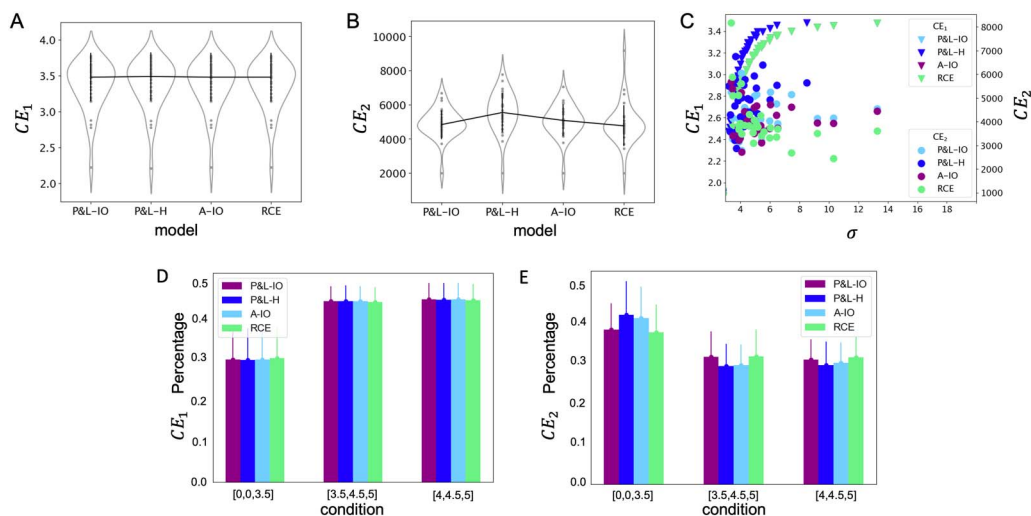 A
4.0
3.5
3.0
2.5
2.0
CE₁
P&L-IO
P&L-H
A-IO
RCE
model
B
10000
8000
6000
4000
2000
CE₂
P&L-IO
P&L-H
A-IO
RCE
model
C
3.4
3.2
3.0
2.8
2.6
2.4
2.2
2.0
CE₁
CE₁
P&L-IO
P&L-H
A-IO
RCE
CE₂
P&L-IO
P&L-H
A-IO
RCE
8000
7000
6000
5000
4000
3000
2000
1000
CE₂
4
6
8
10
12
14
16
18
σ
D
0.5
0.4
0.3
0.2
0.1
0.0
CE₁ Percentage
P&L-IO
P&L-H
A-IO
RCE
[0,0,3.5]
[3.5,4.5,5]
[4,4.5,5]
condition
E
0.5
0.4
0.3
0.2
0.1
0.0
CE₂ Percentage
P&L-IO
P&L-H
A-IO
RCE
[0,0,3.5]
[3.5,4.5,5]
[4,4.5,5]
condition